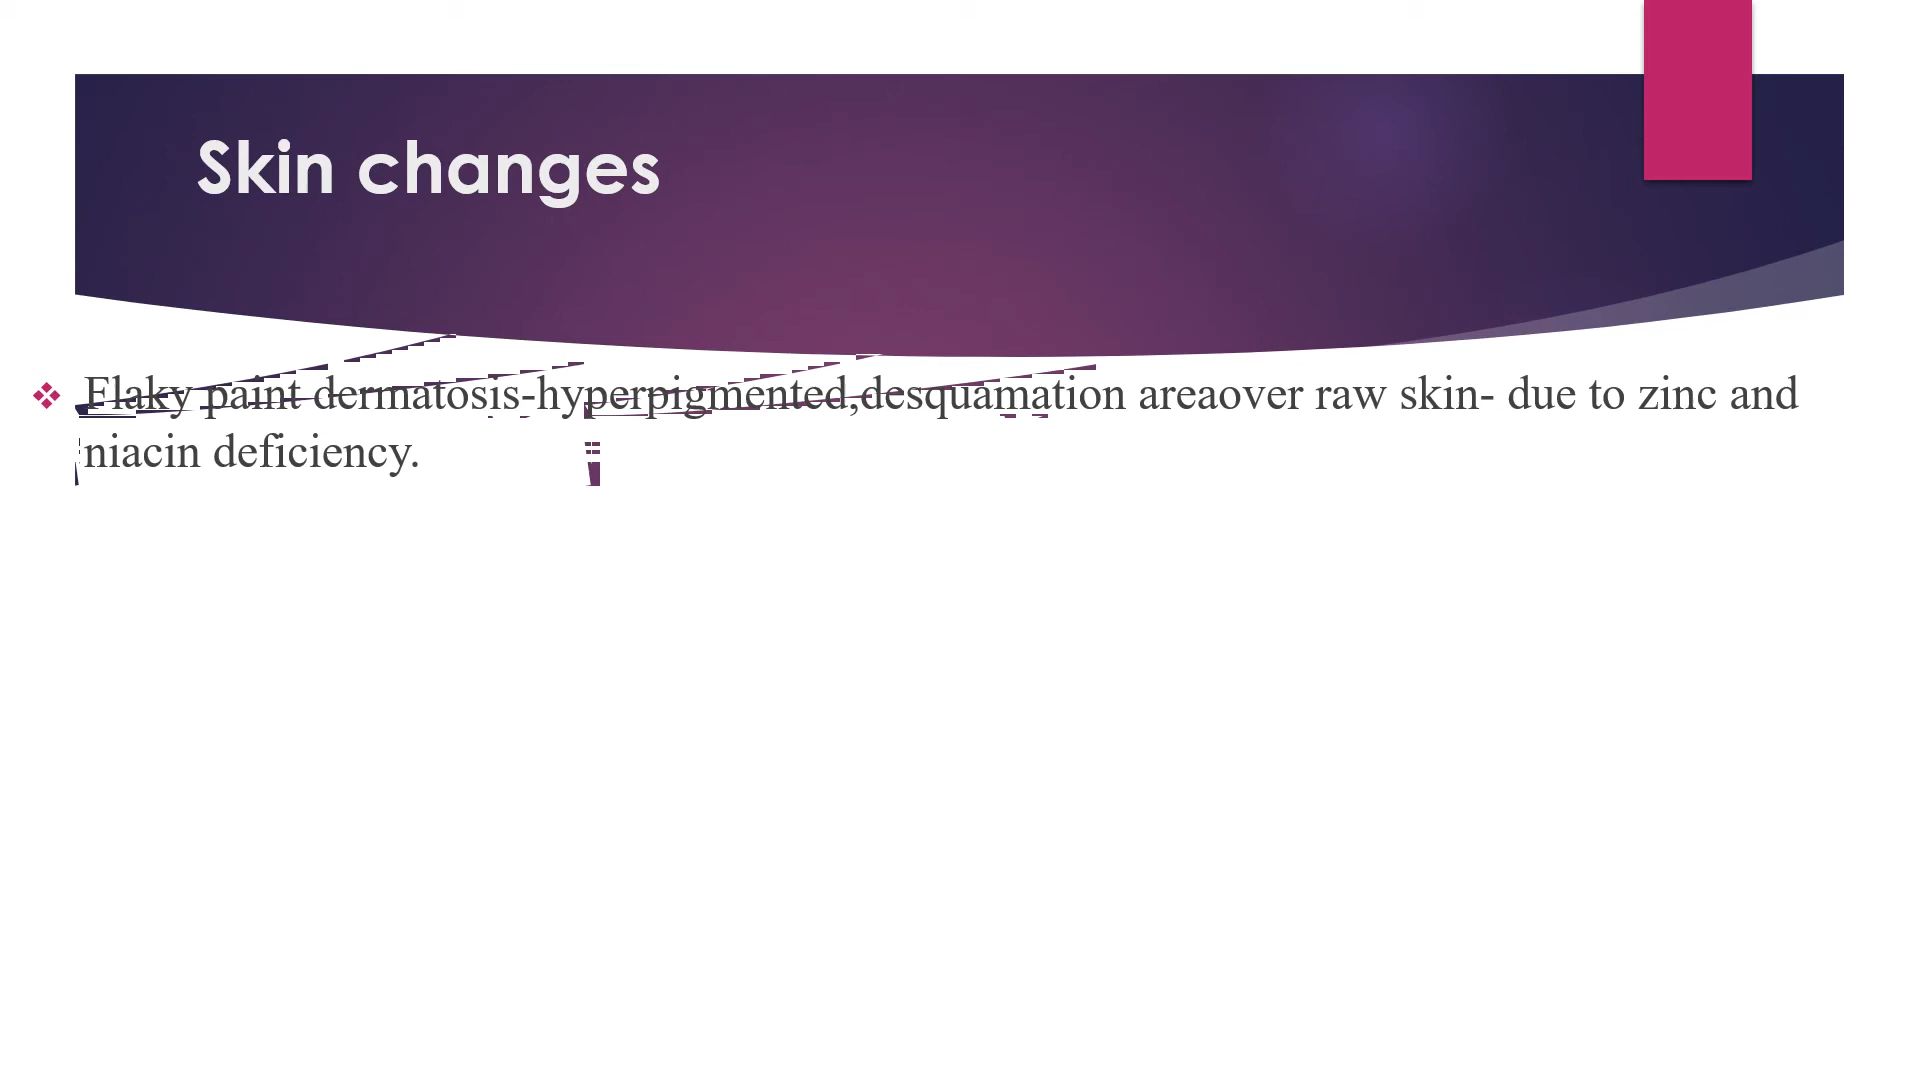 Skin changes
Flaky paint dermatosis-hyperpigmented,desquamation areaover raw skin- due to zinc and
niacin deficiency.